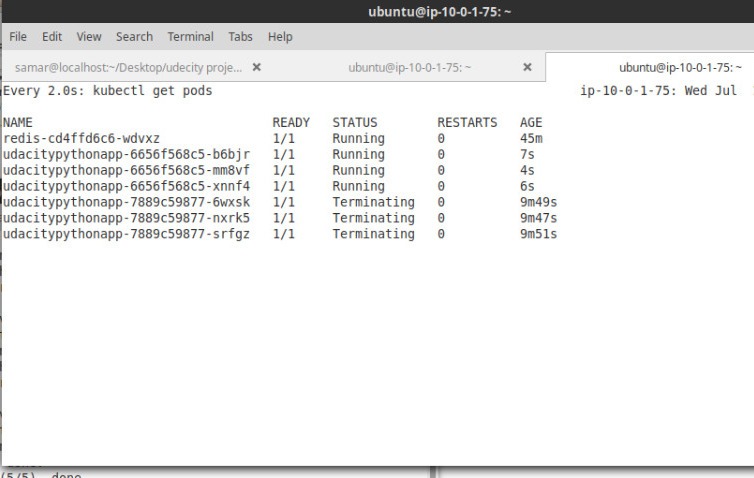 ubuntu@ip-10-0-1-75: ~
File Edit View Search Terminal Tabs Help
samar@localhost:~/Desktop/udecity proje... × ubuntu@ip-10-0-1-75: ~ × ubuntu@ip-10-0-1-75: ~
Every 2.0s: kubectl get pods ip-10-0-1-75: Wed Jul
NAME READY STATUS RESTARTS AGE
redis-cd4ffd6c6-wdvxz 1/1 Running 0 45m
udacitypythonapp-6656f568c5-b6bjr 1/1 Running 0 7s
udacitypythonapp-6656f568c5-mm8vf 1/1 Running 0 4s
udacitypythonapp-6656f568c5-xnnf4 1/1 Running 0 6s
udacitypythonapp-7889c59877-6wxsk 1/1 Terminating 0 9m49s
udacitypythonapp-7889c59877-nxrk5 1/1 Terminating 0 9m47s
udacitypythonapp-7889c59877-srfgz 1/1 Terminating 0 9m51s
(5/5) done